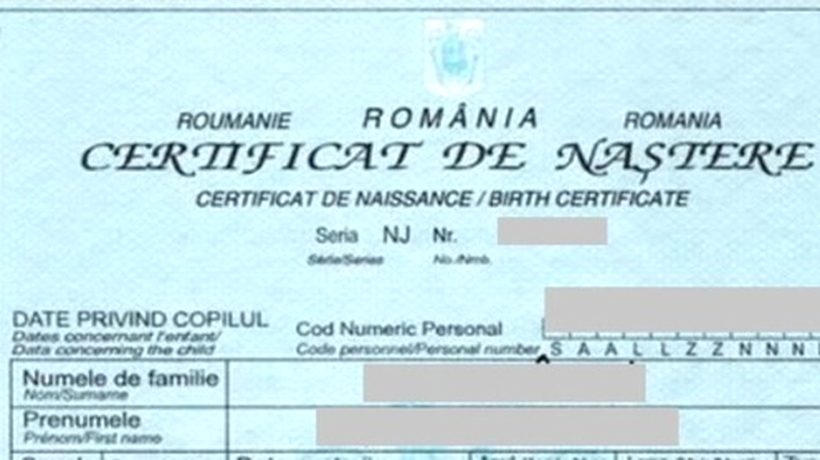 ROUMANIE ROMÂNIA ROMANIA
CERTIFICAT DE NAȘTERE
CERTIFICAT DE NAISSANCE / BIRTH CERTIFICATE
Seria NJ Nr.
Série/Series No./Nmb.
DATE PRIVIND COPILUL
Dates concernant l'enfant/
Data concerning the child
Cod Numeric Personal
Code personnel/Personal number
S A A L L Z Z N N N
Numele de familie
Nom/Surname
Prenumele
Prénom/First name